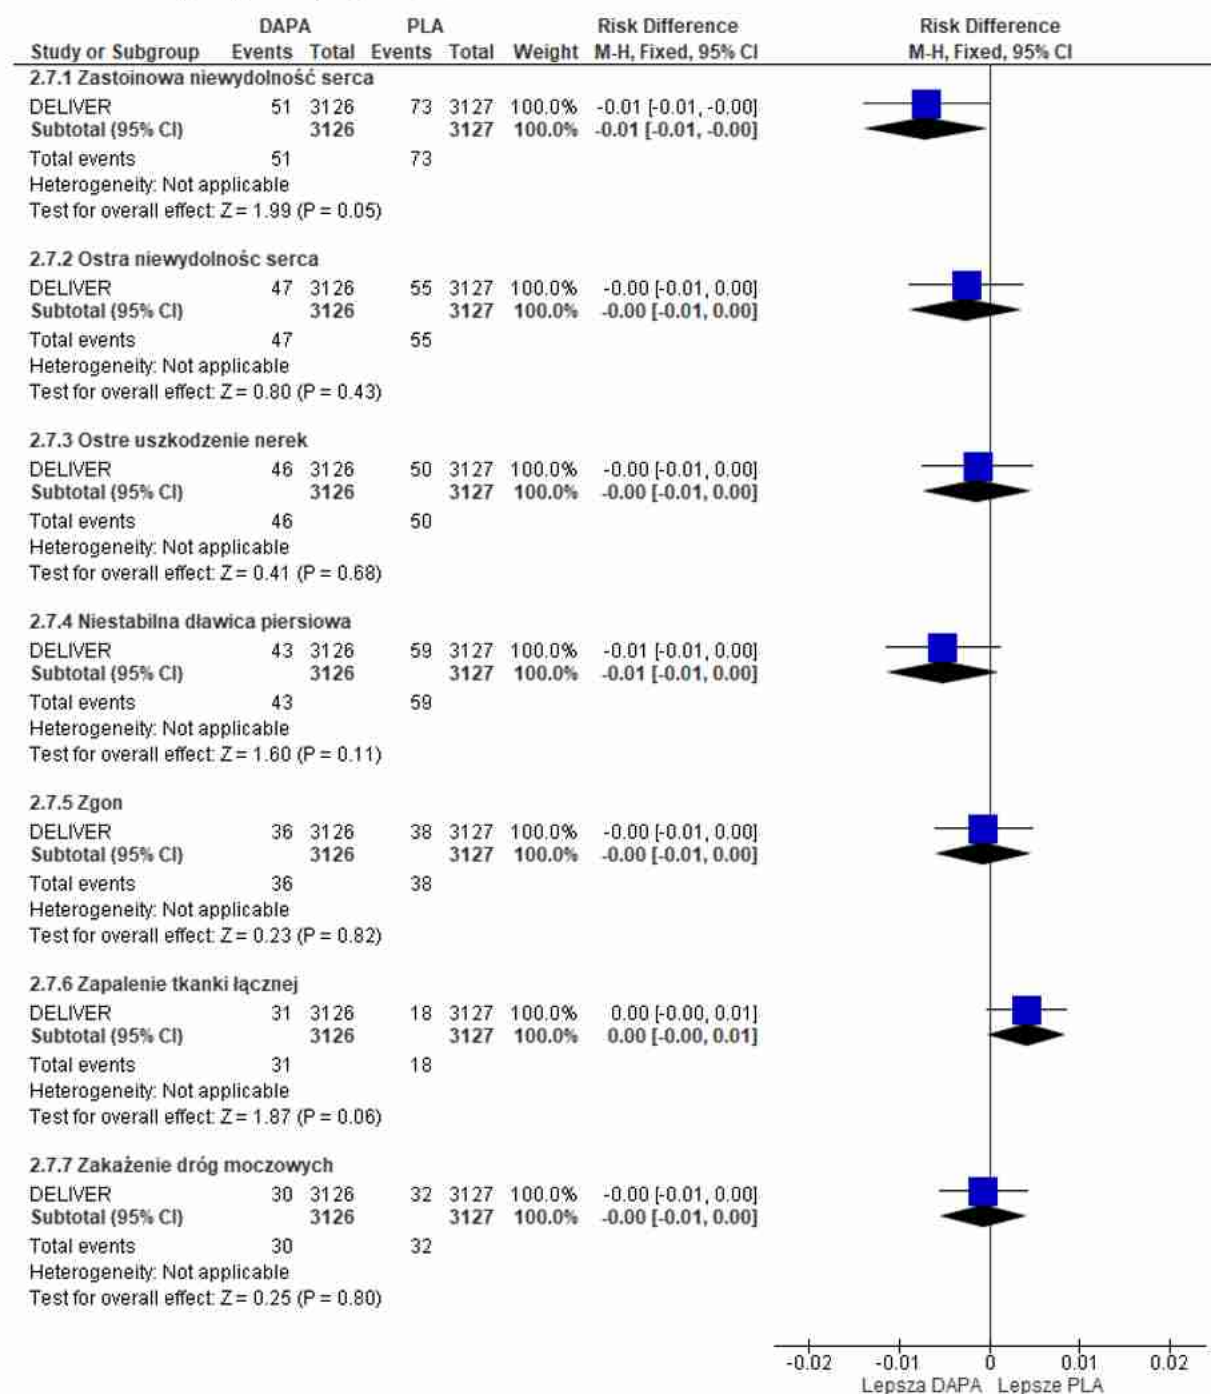 DAPA PLA Risk Difference Risk Difference
Study or Subgroup Events Total Events Total Weight M-H, Fixed, 95% CI M-H, Fixed, 95% CI
2.7.1 Zastoinowa niewydolność serca
DELIVER 51 3126 73 3127 100.0% -0.01 [-0.01, -0.00]
Subtotal (95% CI) 3126 3127 100.0% -0.01 [-0.01, -0.00]
Total events 51 73
Heterogeneity: Not applicable
Test for overall effect: Z = 1.99 (P = 0.05)
2.7.2 Ostra niewydolnośc serca
DELIVER 47 3126 55 3127 100.0% -0.00 [-0.01, 0.00]
Subtotal (95% CI) 3126 3127 100.0% -0.00 [-0.01, 0.00]
Total events 47 55
Heterogeneity: Not applicable
Test for overall effect: Z = 0.80 (P = 0.43)
2.7.3 Ostre uszkodzenie nerek
DELIVER 46 3126 50 3127 100.0% -0.00 [-0.01, 0.00]
Subtotal (95% CI) 3126 3127 100.0% -0.00 [-0.01, 0.00]
Total events 46 50
Heterogeneity: Not applicable
Test for overall effect: Z = 0.41 (P = 0.68)
2.7.4 Niestabilna dławica piersiowa
DELIVER 43 3126 59 3127 100.0% -0.01 [-0.01, 0.00]
Subtotal (95% CI) 3126 3127 100.0% -0.01 [-0.01, 0.00]
Total events 43 59
Heterogeneity: Not applicable
Test for overall effect: Z = 1.60 (P = 0.11)
2.7.5 Zgon
DELIVER 36 3126 38 3127 100.0% -0.00 [-0.01, 0.00]
Subtotal (95% CI) 3126 3127 100.0% -0.00 [-0.01, 0.00]
Total events 36 38
Heterogeneity: Not applicable
Test for overall effect: Z = 0.23 (P = 0.82)
2.7.6 Zapalenie tkanki łącznej
DELIVER 31 3126 18 3127 100.0% 0.00 [-0.00, 0.01]
Subtotal (95% CI) 3126 3127 100.0% 0.00 [-0.00, 0.01]
Total events 31 18
Heterogeneity: Not applicable
Test for overall effect: Z = 1.87 (P = 0.06)
2.7.7 Zakażenie dróg moczowych
DELIVER 30 3126 32 3127 100.0% -0.00 [-0.01, 0.00]
Subtotal (95% CI) 3126 3127 100.0% -0.00 [-0.01, 0.00]
Total events 30 32
Heterogeneity: Not applicable
Test for overall effect: Z = 0.25 (P = 0.80)
-0.02 -0.01 0 0.01 0.02
Lepsza DAPA Lepsze PLA